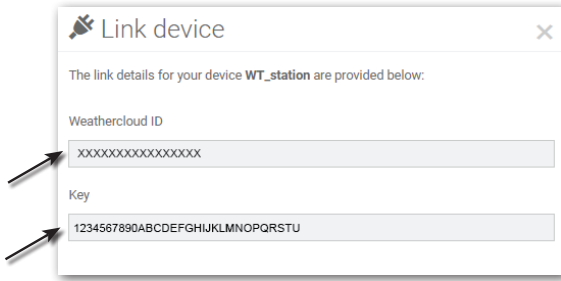 Link device
The link details for your device WT_station are provided below:
Weathercloud ID
XXXXXXXXXXXXXXXX
Key
1234567890ABCDEFGHIJKLMNOPQRSTU